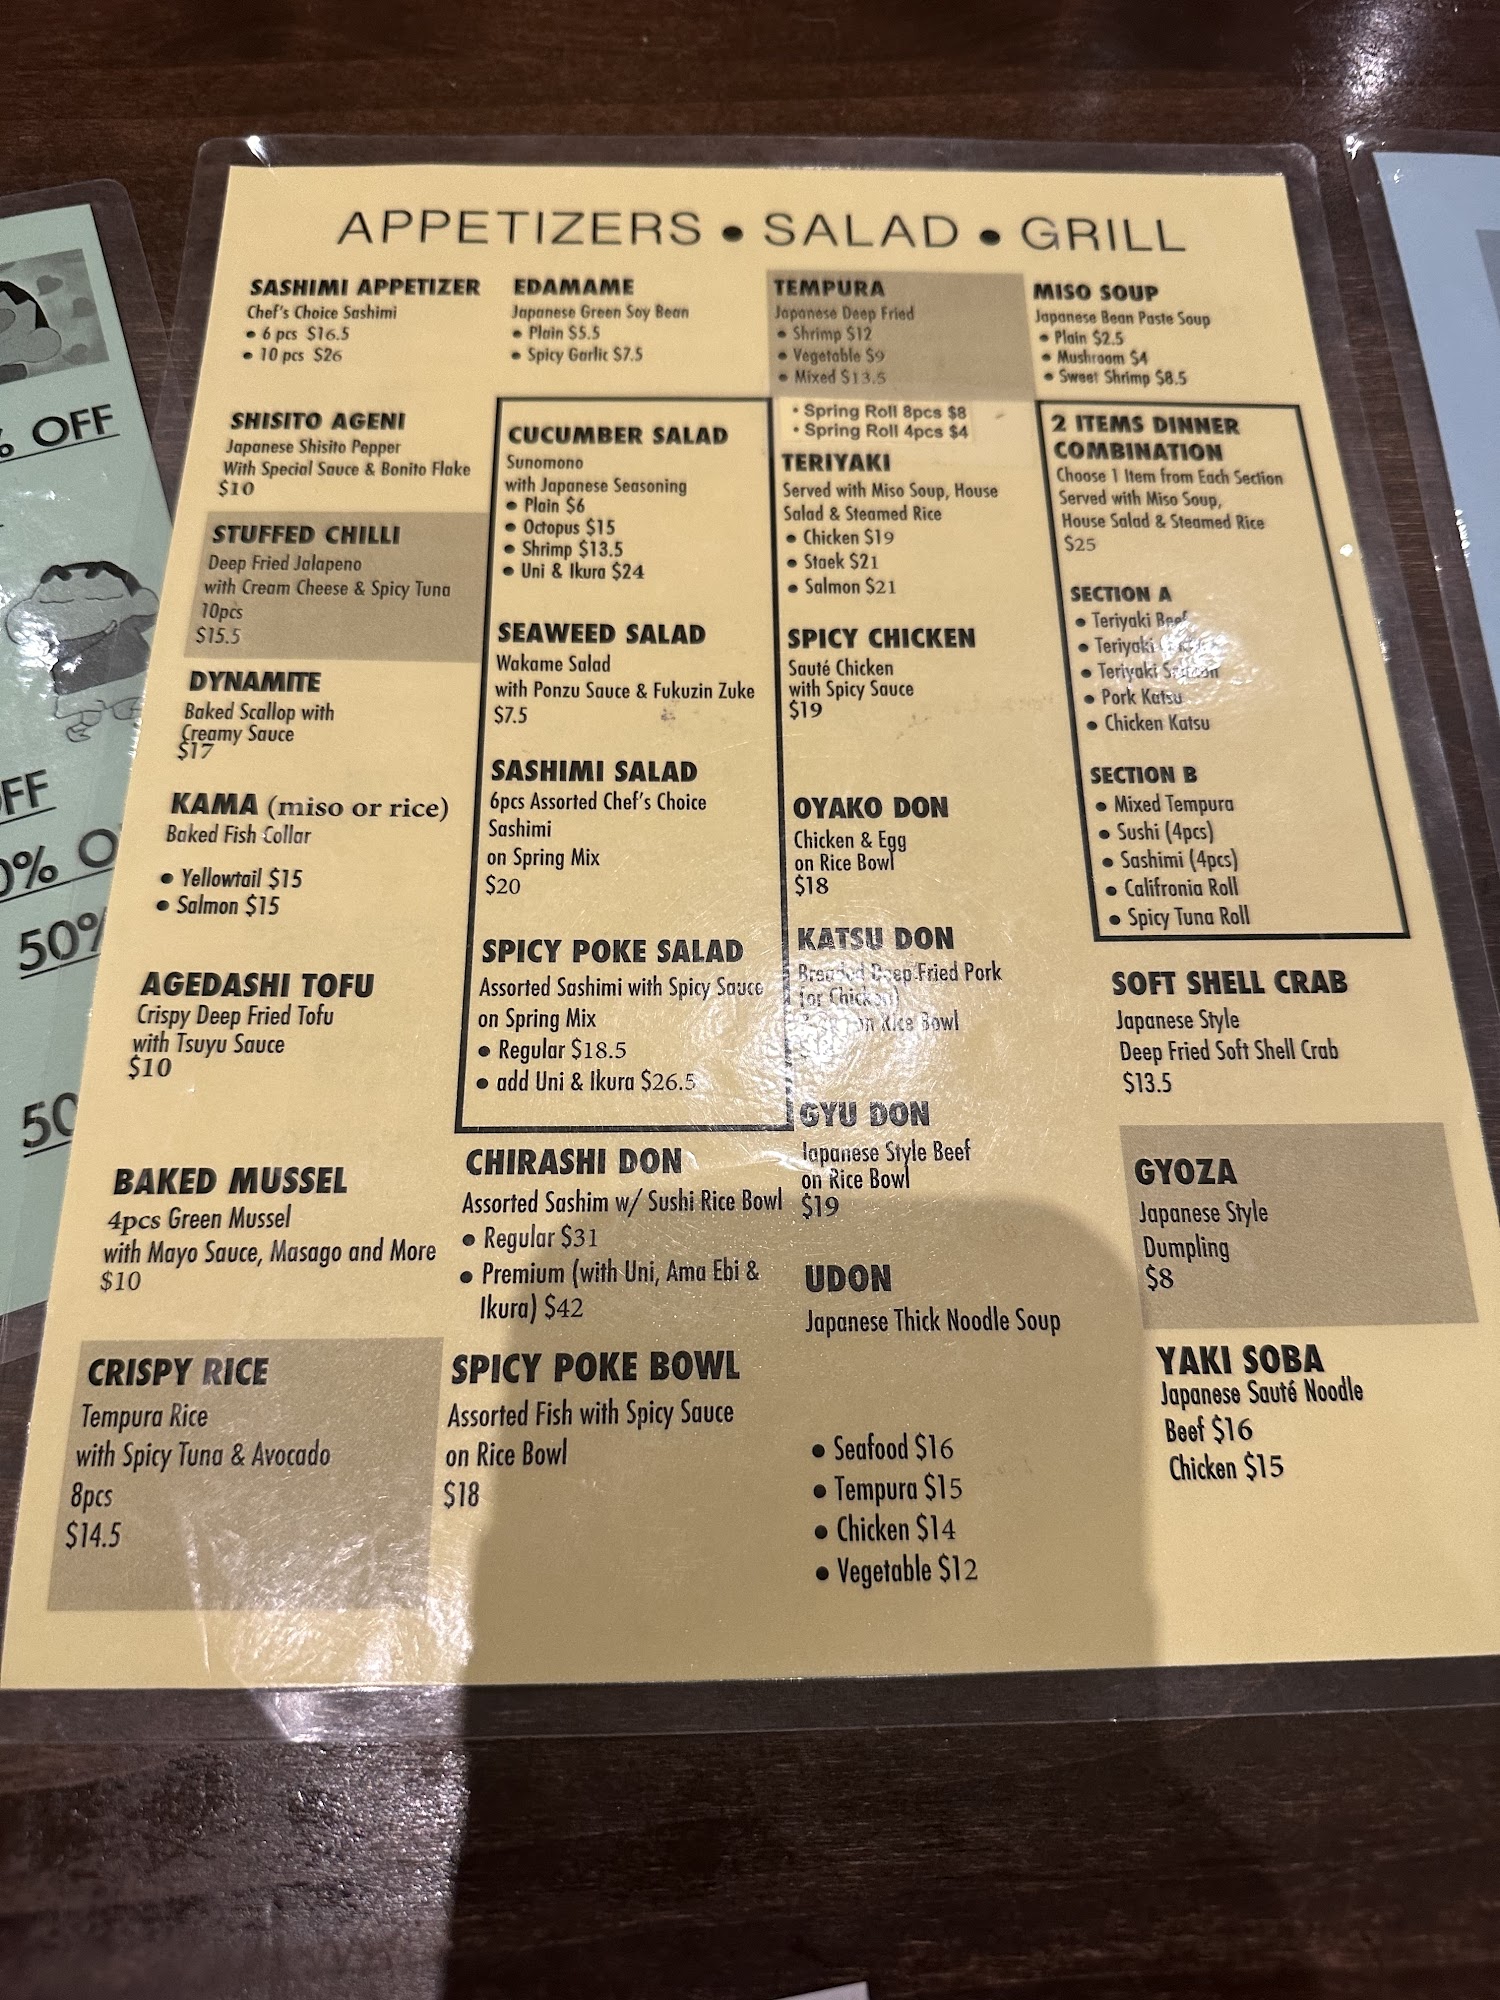 APPETIZERS • SALAD • GRILL
SASHIMI APPETIZER
Chef's Choice Sashimi
• 6 pcs $16.5
• 10 pcs $26
SHISITO AGENI
Japanese Shisito Pepper
With Special Sauce & Bonito Flake
$10
STUFFED CHILLI
Deep Fried Jalapeno
with Cream Cheese & Spicy Tuna
10pcs
$15.5
DYNAMITE
Baked Scallop with
Creamy Sauce
$17
KAMA (miso or rice)
Baked Fish Collar
• Yellowtail $15
• Salmon $15
AGEDASHI TOFU
Crispy Deep Fried Tofu
with Tsuyu Sauce
$10
BAKED MUSSEL
4pcs Green Mussel
with Mayo Sauce, Masago and More
$10
CRISPY RICE
Tempura Rice
with Spicy Tuna & Avocado
8pcs
$14.5
EDAMAME
Japanese Green Soy Bean
• Plain $5.5
• Spicy Garlic $7.5
CUCUMBER SALAD
Sunomono
with Japanese Seasoning
• Plain $6
• Octopus $15
• Shrimp $13.5
• Uni & Ikura $24
SEAWEED SALAD
Wakame Salad
with Ponzu Sauce & Fukuzin Zuke
$7.5
SASHIMI SALAD
6pcs Assorted Chef's Choice
Sashimi
on Spring Mix
$20
SPICY POKE SALAD
Assorted Sashimi with Spicy Sauce
on Spring Mix
• Regular $18.5
• add Uni & Ikura $26.5
CHIRASHI DON
Assorted Sashim w/ Sushi Rice Bowl
• Regular $31
• Premium (with Uni, Ama Ebi &
Ikura) $42
SPICY POKE BOWL
Assorted Fish with Spicy Sauce
on Rice Bowl
$18
TEMPURA
Japanese Deep Fried
• Shrimp $12
• Vegetable $9
• Mixed $13.5
• Spring Roll 8pcs $8
• Spring Roll 4pcs $4
TERIYAKI
Served with Miso Soup, House
Salad & Steamed Rice
• Chicken $19
• Staek $21
• Salmon $21
SPICY CHICKEN
Sauté Chicken
with Spicy Sauce
$19
OYAKO DON
Chicken & Egg
on Rice Bowl
$18
KATSU DON
Breaded Deep Fried Pork
(or Chicken)
on Rice Bowl
GYU DON
Japanese Style Beef
on Rice Bowl
$19
UDON
Japanese Thick Noodle Soup
• Seafood $16
• Tempura $15
• Chicken $14
• Vegetable $12
MISO SOUP
Japanese Bean Paste Soup
• Plain $2.5
• Mushroom $4
• Sweet Shrimp $8.5
2 ITEMS DINNER
COMBINATION
Choose 1 Item from Each Section
Served with Miso Soup,
House Salad & Steamed Rice
$25
SECTION A
• Teriyaki Beef
• Teriyaki
• Teriyaki Salmon
• Pork Katsu
• Chicken Katsu
SECTION B
• Mixed Tempura
• Sushi (4pcs)
• Sashimi (4pcs)
• Califronia Roll
• Spicy Tuna Roll
SOFT SHELL CRAB
Japanese Style
Deep Fried Soft Shell Crab
$13.5
GYOZA
Japanese Style
Dumpling
$8
YAKI SOBA
Japanese Sauté Noodle
Beef $16
Chicken $15
% OFF
FF
0% O
50%
50